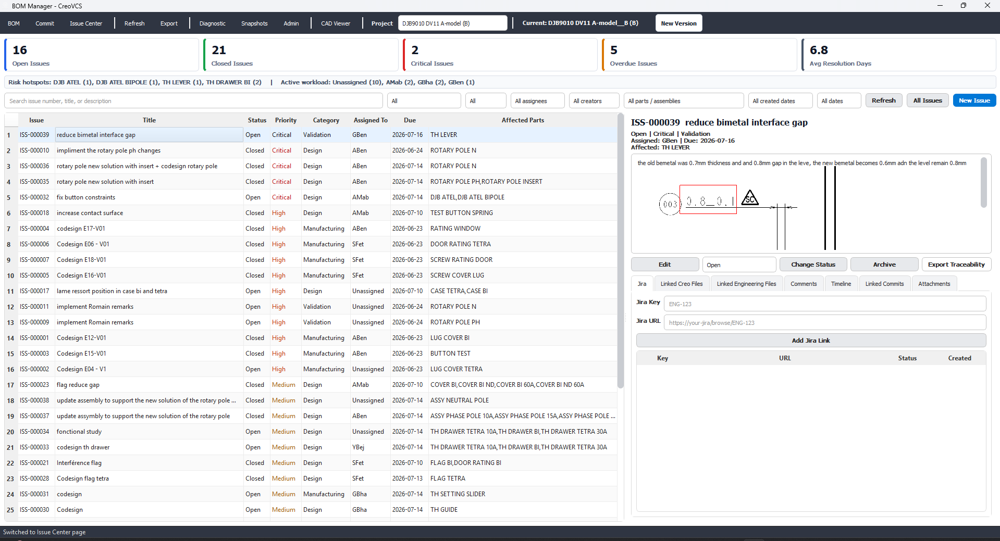 BOM Manager - CreoVCS
BOM Commit Issue Center Refresh Export Diagnostic Snapshots Admin CAD Viewer Project DJB9010 DV11 A-model (B) Current: DJB9010 DV11 A-model__B (B) New Version
16
Open Issues
21
Closed Issues
2
Critical Issues
5
Overdue Issues
6.8
Avg Resolution Days
Risk hotspots: DJB ATEL (1), DJB ATEL BIPOLE (1), TH LEVER (1), TH DRAWER BI (2) | Active workload: Unassigned (10), AMab (2), GBha (2), GBen (1)
Search issue number, title, or description All All All assignees All creators All parts / assemblies All created dates All dates Refresh All Issues New Issue
Issue Title Status Priority Category Assigned To Due Affected Parts
1 ISS-000039 reduce bimetal interface gap Open Critical Validation GBen 2026-07-16 TH LEVER
2 ISS-000010 impliment the rotary pole ph changes Closed Critical Design ABen 2026-06-24 ROTARY POLE N
3 ISS-000036 rotary pole new solution with insert + codesign rotary pole Closed Critical Design ABen 2026-07-14 ROTARY POLE N
4 ISS-000035 rotary pole new solution with insert Closed Critical Design ABen 2026-07-14 ROTARY POLE PH,ROTARY POLE INSERT
5 ISS-000032 fix button constraints Open Critical Design AMab 2026-07-14 DJB ATEL,DJB ATEL BIPOLE
6 ISS-000018 increase contact surface Closed High Design AMab 2026-07-10 TEST BUTTON SPRING
7 ISS-000004 codesign E17-V01 Closed High Manufacturing ABen 2026-06-23 RATING WINDOW
8 ISS-000006 Codesign E06 - V01 Closed High Manufacturing SFet 2026-06-23 DOOR RATING TETRA
9 ISS-000007 Codesign E18-V01 Closed High Manufacturing SFet 2026-06-23 SCREW RATING DOOR
10 ISS-000005 Codesign E16-V01 Closed High Manufacturing SFet 2026-06-23 SCREW COVER LUG
11 ISS-000017 lame ressort position in case bi and tetra Open High Design Unassigned 2026-07-10 CASE TETRA,CASE BI
12 ISS-000011 implement Romain remarks Open High Validation Unassigned 2026-06-24 ROTARY POLE N
13 ISS-000009 implement Romain remarks Open High Validation Unassigned 2026-06-24 ROTARY POLE PH
14 ISS-000001 Codesign E12-V01 Closed High Manufacturing ABen 2026-06-23 LUG COVER BI
15 ISS-000003 Codesign E15-V01 Closed High Manufacturing ABen 2026-06-23 BUTTON TEST
16 ISS-000002 Codesign E04 - V1 Open High Manufacturing Unassigned 2026-06-23 LUG COVER TETRA
17 ISS-000023 flag reduce gap Closed Medium Design AMab 2026-07-10 COVER BI,COVER BI ND,COVER BI 60A,COVER BI ND 60A
18 ISS-000038 update assembly to support the new solution of the rotary pole ... Closed Medium Design Unassigned 2026-07-14 ASSY NEUTRAL POLE
19 ISS-000037 update assymbly to support the new solution of the rotary pole Closed Medium Design ABen 2026-07-14 ASSY PHASE POLE 10A,ASSY PHASE POLE 15A,ASSY PHASE POLE ...
20 ISS-000034 fonctional study Open Medium Design Unassigned 2026-07-14 TH DRAWER TETRA 10A,TH DRAWER BI,TH DRAWER TETRA 30A
21 ISS-000033 codesign th drawer Open Medium Design YBej 2026-07-14 TH DRAWER TETRA 10A,TH DRAWER BI,TH DRAWER TETRA 30A
22 ISS-000021 Interférence flag Closed Medium Design SFet 2026-07-10 FLAG BI,DOOR RATING BI
23 ISS-000028 Codesign flag tetra Closed Medium Design SFet 2026-07-13 FLAG TETRA
24 ISS-000031 codesign Open Medium Manufacturing GBha 2026-07-14 TH SETTING SLIDER
25 ISS-000030 Codesign Open Medium Design GBha 2026-07-14 TH GUIDE
ISS-000039 reduce bimetal interface gap
Open | Critical | Validation
Assigned: GBen | Due: 2026-07-16
Affected: TH LEVER
the old bemetal was 0.7mm thickness and and 0.8mm gap in the leve, the new bemetal becomes 0.6mm adn the level remain 0.8mm
003 0.8_0.1 SC
Edit Open Change Status Archive Export Traceability
Jira Linked Creo Files Linked Engineering Files Comments Timeline Linked Commits Attachments
Jira Key ENG-123
Jira URL https://your-jira/browse/ENG-123
Add Jira Link
Key URL Status Created
Switched to Issue Center page